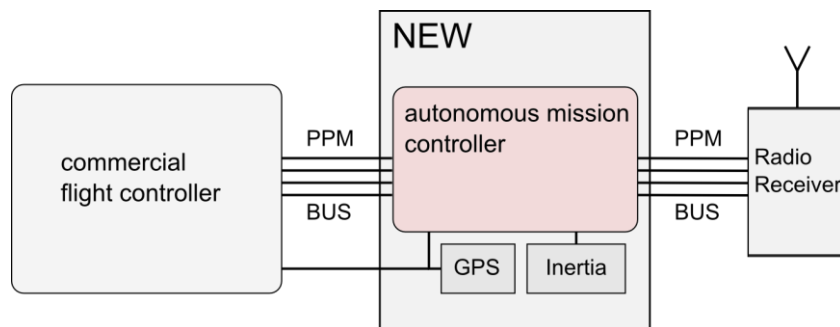 NEW
commercial
flight controller
PPM
BUS
autonomous mission
controller
GPS
Inertia
PPM
BUS
Radio
Receiver